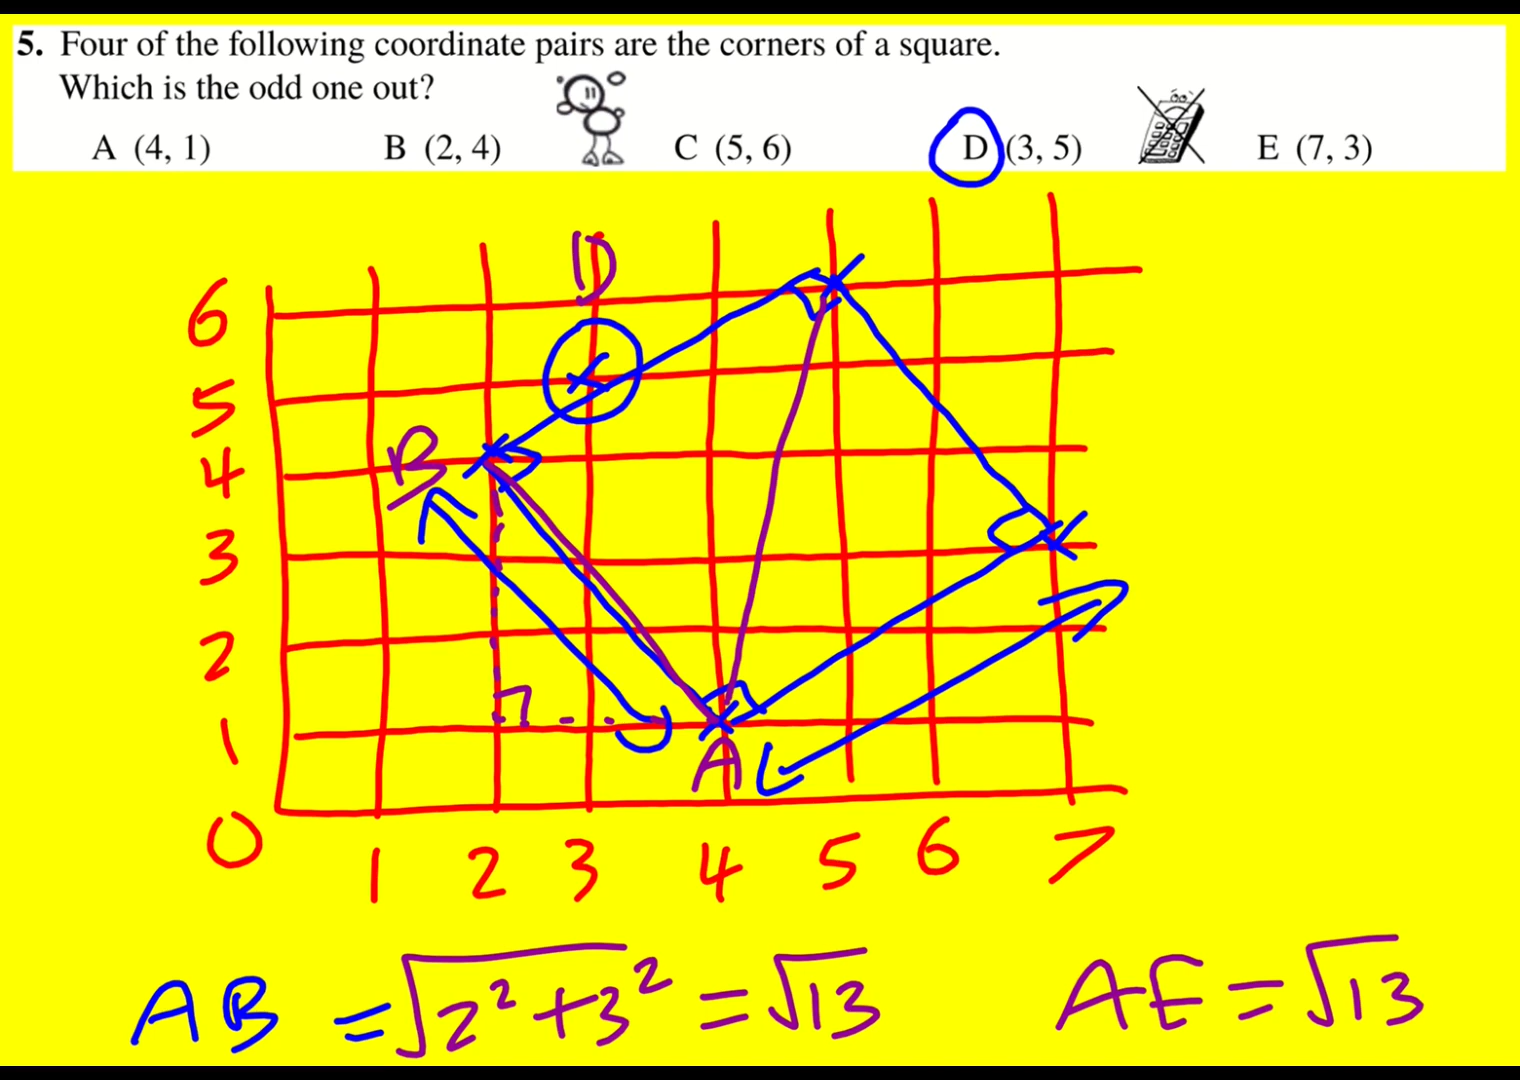 5. Four of the following coordinate pairs are the corners of a square.
Which is the odd one out?
A (4, 1) B (2, 4) C (5, 6) D (3, 5) E (7, 3)
D
6
5
B
4
3
2
1
A
0
1 2 3 4 5 6 7
AB = √2²+3² = √13 AE = √13